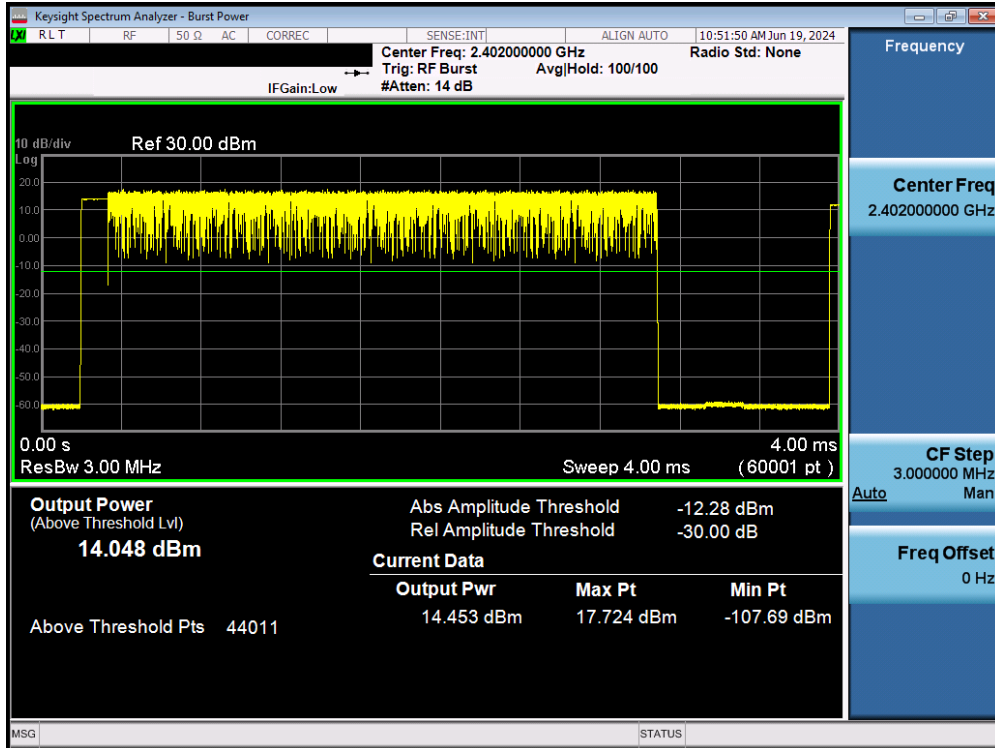 Keysight Spectrum Analyzer - Burst Power
LXI RLT RF 50 Ω AC CORREC SENSE:INT ALIGN AUTO 10:51:50 AM Jun 19, 2024
Center Freq: 2.402000000 GHz Radio Std: None
Trig: RF Burst Avg|Hold: 100/100
IFGain:Low #Atten: 14 dB
10 dB/div Ref 30.00 dBm
Log
20.0
10.0
0.00
-10.0
-20.0
-30.0
-40.0
-50.0
-60.0
0.00 s 4.00 ms
ResBw 3.00 MHz Sweep 4.00 ms (60001 pt)
Output Power
(Above Threshold Lvl)
14.048 dBm
Above Threshold Pts 44011
Abs Amplitude Threshold -12.28 dBm
Rel Amplitude Threshold -30.00 dB
Current Data
Output Pwr Max Pt Min Pt
14.453 dBm 17.724 dBm -107.69 dBm
Frequency
Center Freq
2.402000000 GHz
CF Step
3.000000 MHz
Auto Man
Freq Offset
0 Hz
MSG STATUS